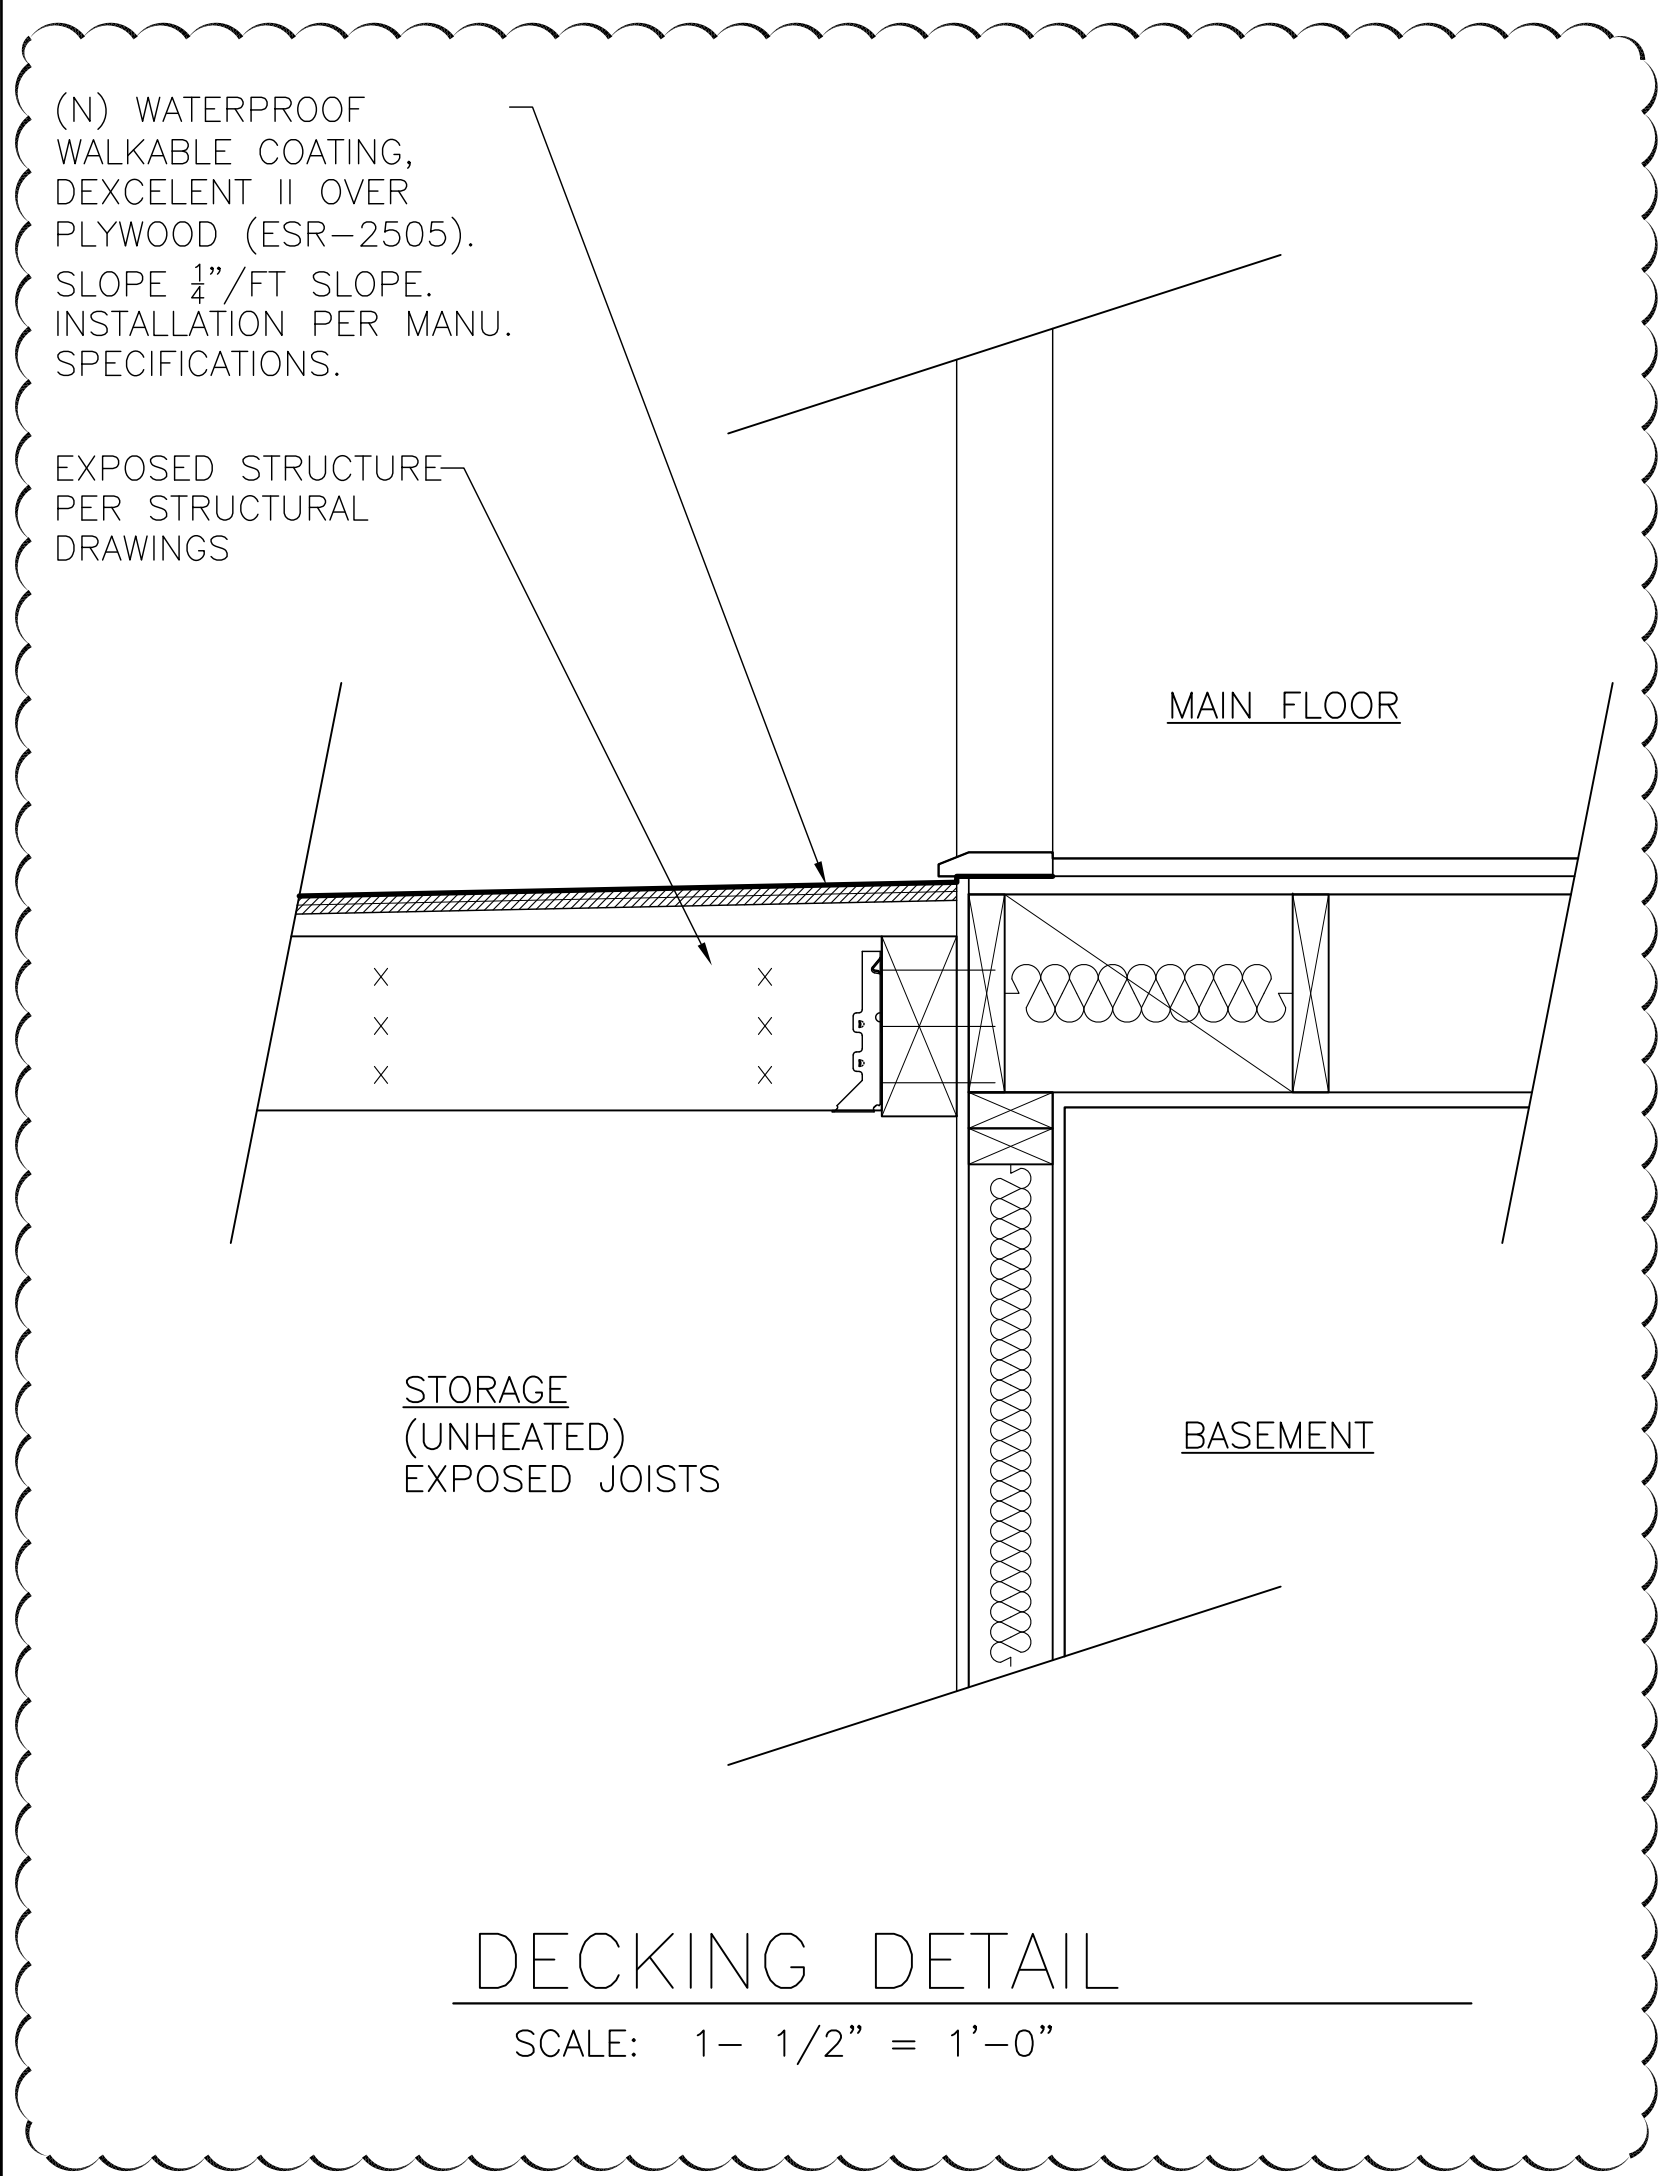 (N) WATERPROOF
WALKABLE COATING,
DEXCELENT II OVER
PLYWOOD (ESR-2505).
SLOPE 1/4"/FT SLOPE.
INSTALLATION PER MANU.
SPECIFICATIONS.
EXPOSED STRUCTURE
PER STRUCTURAL
DRAWINGS
MAIN FLOOR
STORAGE
(UNHEATED)
EXPOSED JOISTS
BASEMENT
DECKING DETAIL
SCALE: 1- 1/2" = 1'-0"